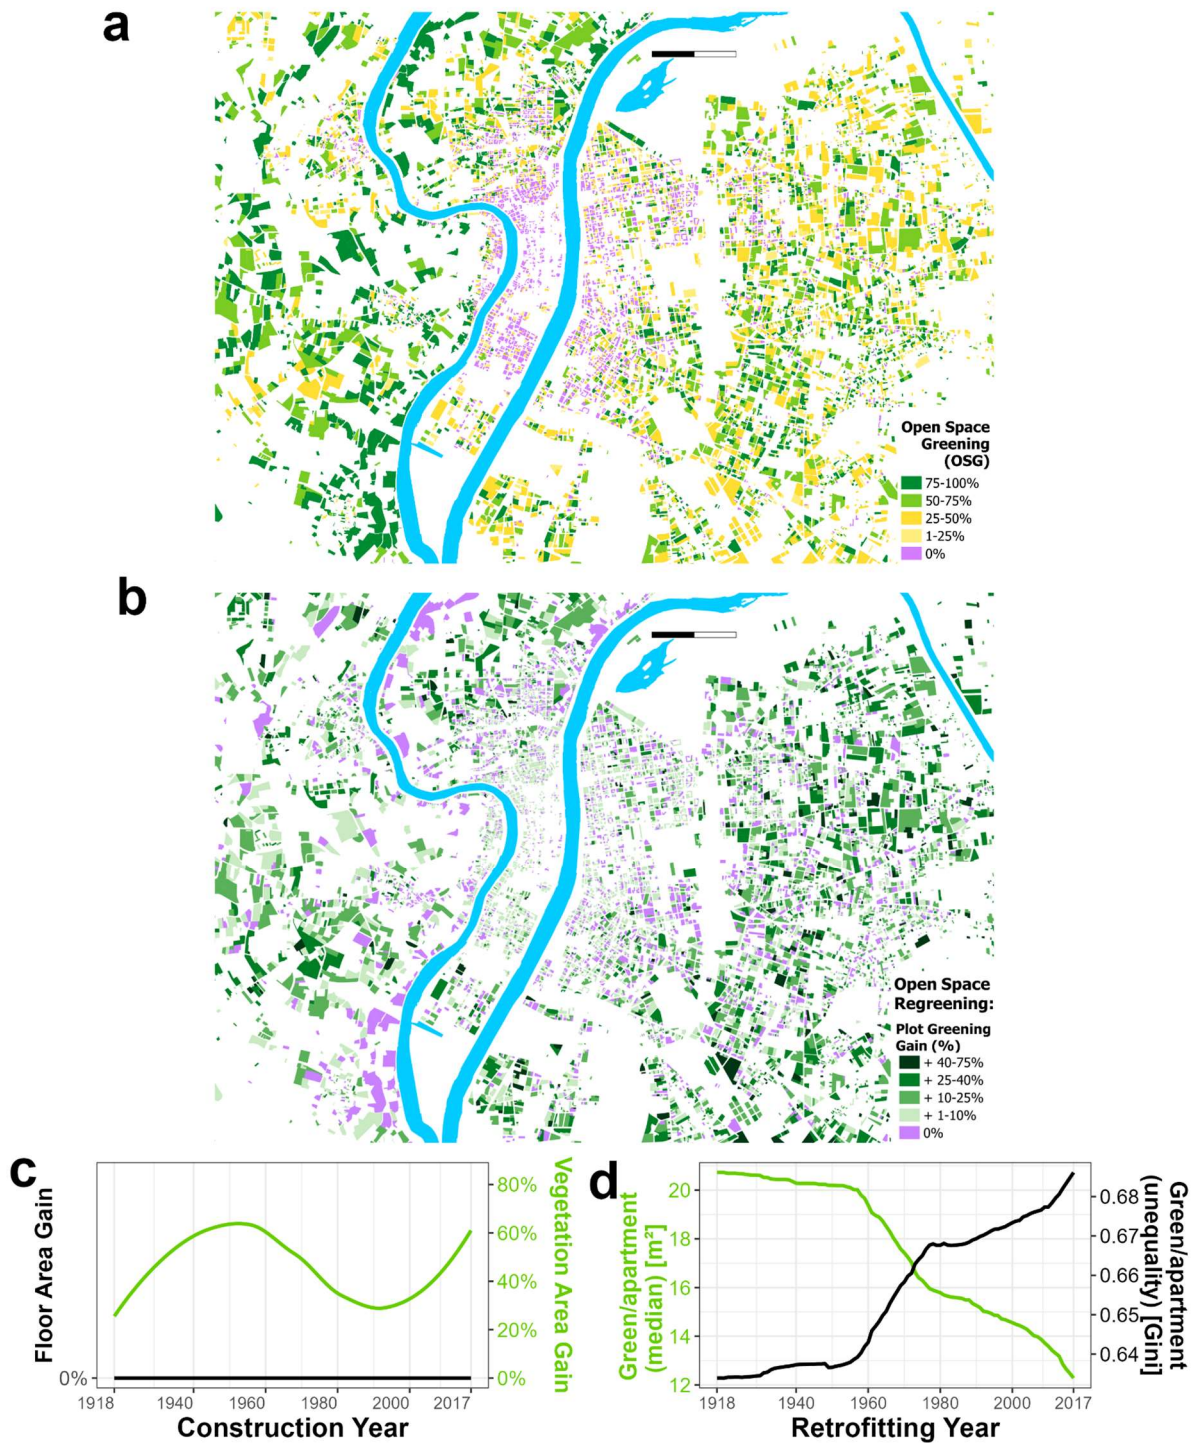 a
Open Space
Greening
(OSG)
75-100%
50-75%
25-50%
1-25%
0%
b
Open Space
Regreening:
Plot Greening
Gain (%)
+ 40-75%
+ 25-40%
+ 10-25%
+ 1-10%
0%
c
Floor Area Gain
0%
Vegetation Area Gain
80%
60%
40%
20%
0%
1918 1940 1960 1980 2000 2017
Construction Year
d
Green/apartment
(median) [m²]
20
18
16
14
12
0.68
0.67
0.66
0.65
0.64
Green/apartment
(unequality) [Gini]
1918 1940 1960 1980 2000 2017
Retrofitting Year